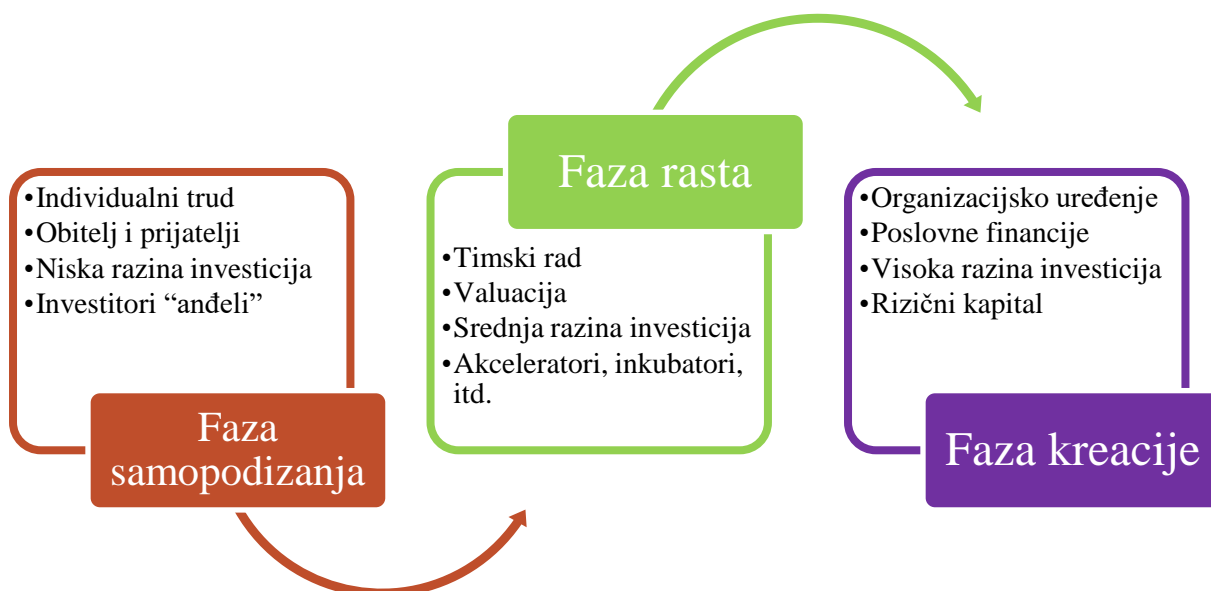 •Individualni trud
•Obitelj i prijatelji
•Niska razina investicija
•Investitori “anđeli”
Faza
samopodizanja
Faza rasta
•Timski rad
•Valuacija
•Srednja razina investicija
•Akceleratori, inkubatori,
itd.
•Organizacijsko uređenje
•Poslovne financije
•Visoka razina investicija
•Rizični kapital
Faza kreacije